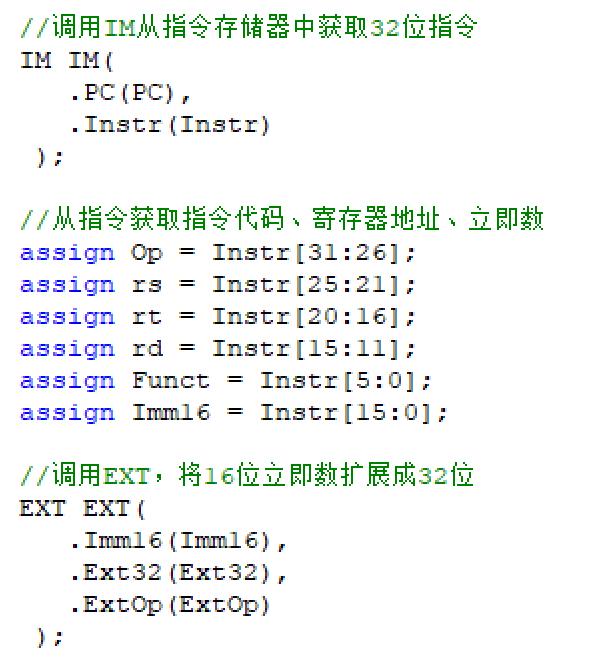 //调用IM从指令存储器中获取32位指令
IM IM(
.PC(PC),
.Instr(Instr)
);
//从指令获取指令代码、寄存器地址、立即数
assign Op = Instr[31:26];
assign rs = Instr[25:21];
assign rt = Instr[20:16];
assign rd = Instr[15:11];
assign Funct = Instr[5:0];
assign Imm16 = Instr[15:0];
//调用EXT，将16位立即数扩展成32位
EXT EXT(
.Imm16(Imm16),
.Ext32(Ext32),
.ExtOp(ExtOp)
);